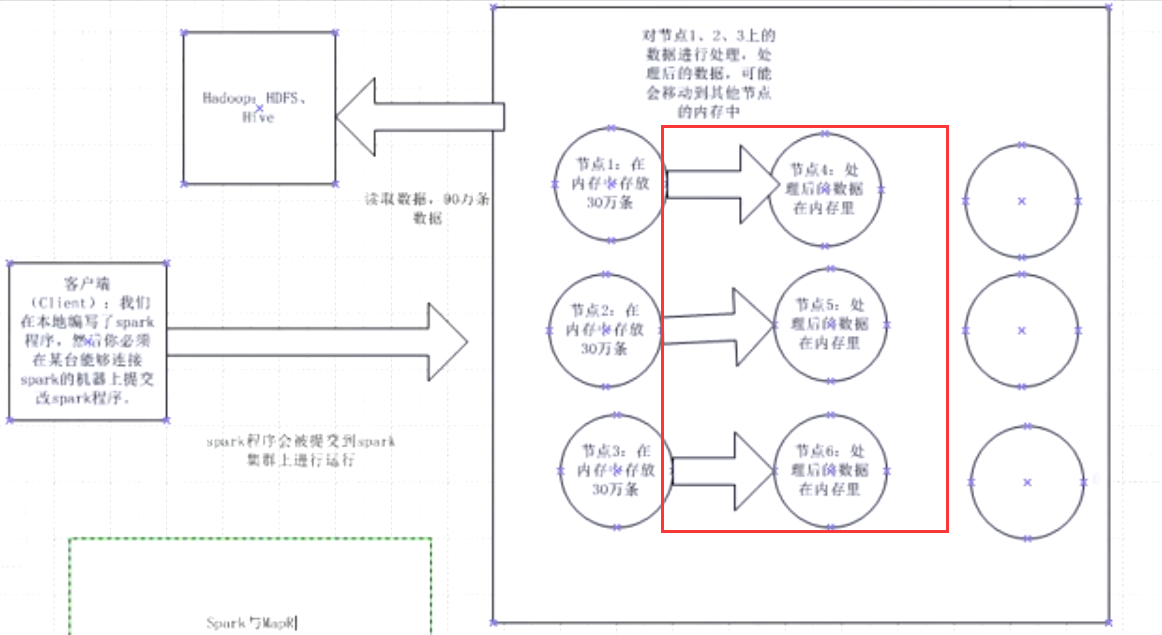 对节点1、2、3上的
数据进行处理，处
理后的数据，可能
会移动到其他节点
的内存中
Hadoop：HDFS、
Hive
读取数据，90万条
数据
节点1：在
内存中存放
30万条
节点4：处
理后的数据
在内存里
客户端
（Client）：我们
在本地编写了spark
程序，然后你必须
在某台能够连接
spark的机器上提交
改spark程序.
节点2：在
内存中存放
30万条
节点5：处
理后的数据
在内存里
spark程序会被提交到spark
集群上进行运行
节点3：在
内存中存放
30万条
节点6：处
理后的数据
在内存里
Spark与MapR